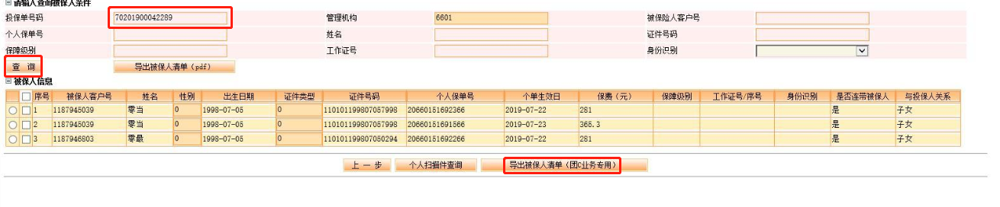 请输入查询被保人条件
投保单号码 70201900042289 管理机构 6601 被保险人客户号
个人保单号 姓名 证件号码
保障级别 工作证号 身份识别
查 询 导出被保人清单（pdf）
被保人信息
序号 被保人客户号 姓名 性别 出生日期 证件类型 证件号码 个人保单号 个单生效日 保费（元） 保障级别 工作证号/序号 身份识别 是否连带被保人 与投保人关系
1 1187945039 零当 0 1998-07-05 0 110101199807057998 20660151692366 2019-07-22 281 是 子女
2 1187945039 零当 0 1998-07-05 0 110101199807057998 20660151691566 2019-07-23 365.3 是 子女
3 1187946803 零最 0 1998-07-05 0 110101199807050294 20660151692266 2019-07-22 281 是 子女
上 一 步 个人扫描件查询 导出被保人清单（团C业务专用）